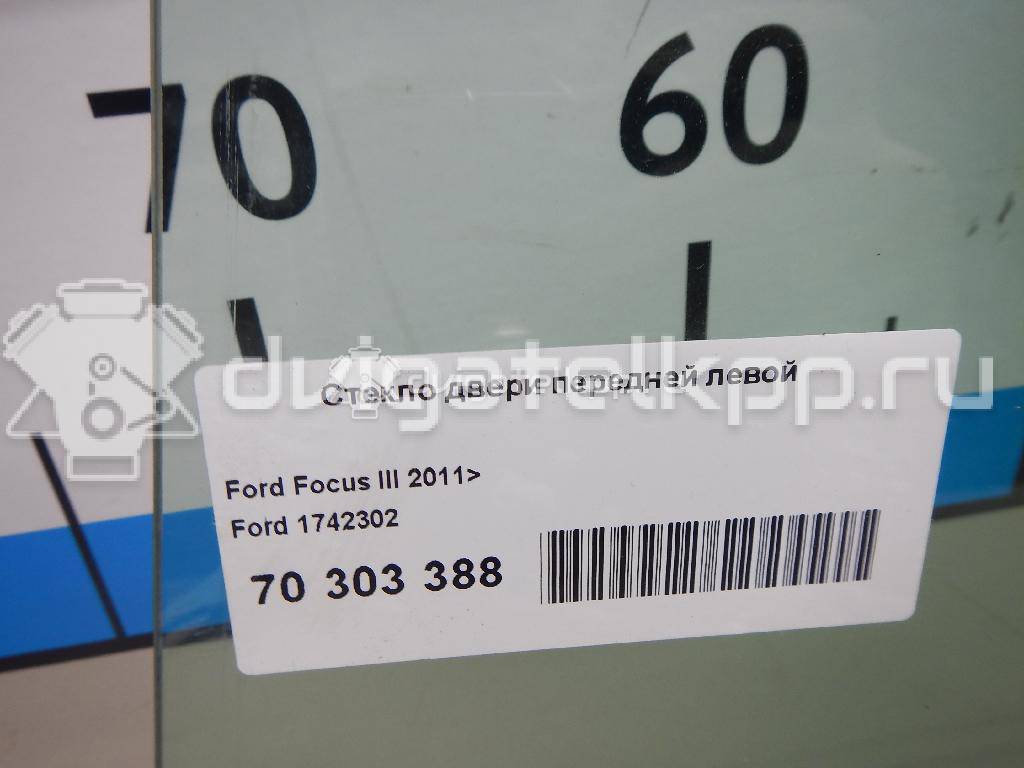 70 60
Стекло двери передней левой
dvigatelkpp.ru
Ford Focus III 2011>
Ford 1742302
70 303 388